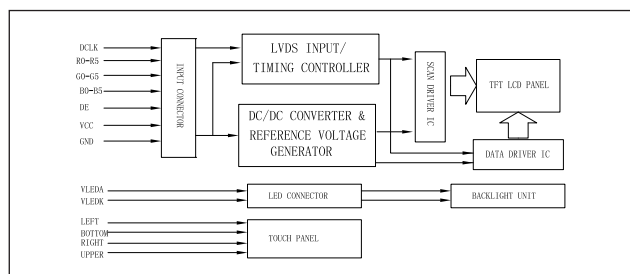 DCLK
R0-R5
G0-G5
B0-B5
DE
VCC
GND
INPUT CONNECTOR
LVDS INPUT/
TIMING CONTROLLER
DC/DC CONVERTER &
REFERENCE VOLTAGE
GENERATOR
SCAN DRIVER IC
TFT LCD PANEL
DATA DRIVER IC
VLEDA
VLEDK
LED CONNECTOR
BACKLIGHT UNIT
LEFT
BOTTOM
RIGHT
UPPER
TOUCH PANEL